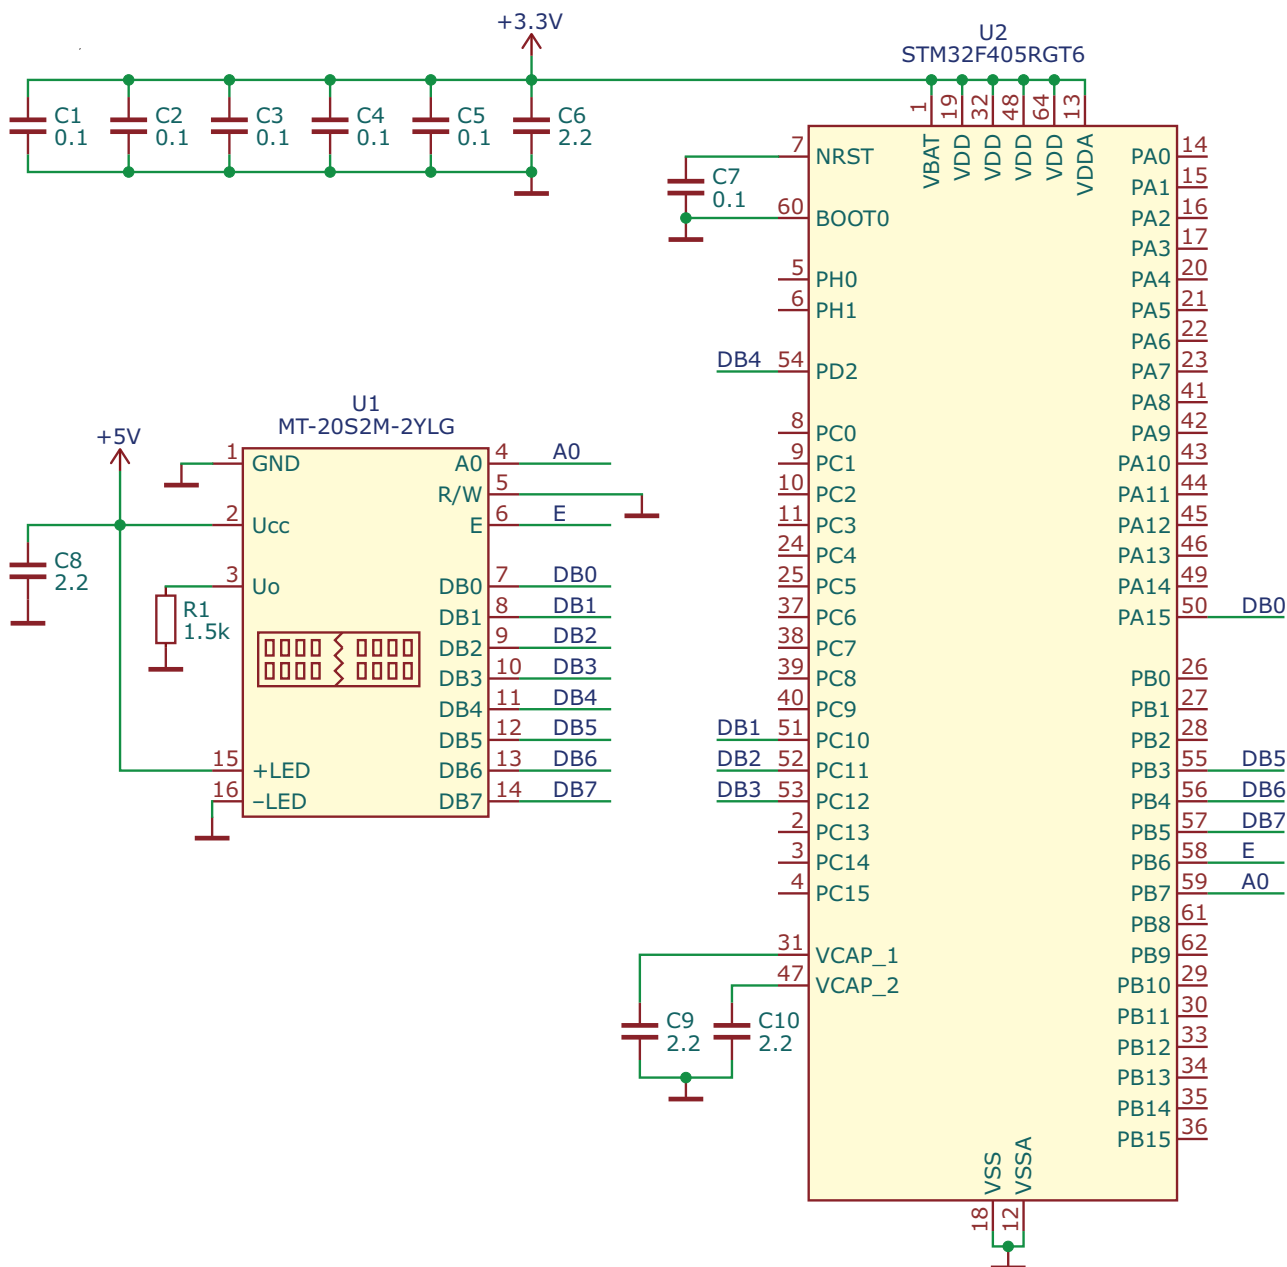 +3.3V
C1
0.1
C2
0.1
C3
0.1
C4
0.1
C5
0.1
C6
2.2
U2
STM32F405RGT6
1 VBAT
19 VDD
32 VDD
48 VDD
64 VDD
13 VDDA
7 NRST
C7
0.1
60 BOOT0
5 PH0
6 PH1
DB4 54 PD2
8 PC0
9 PC1
10 PC2
11 PC3
24 PC4
25 PC5
37 PC6
38 PC7
39 PC8
40 PC9
DB1 51 PC10
DB2 52 PC11
DB3 53 PC12
2 PC13
3 PC14
4 PC15
31 VCAP_1
47 VCAP_2
C9
2.2
C10
2.2
PA0 14
PA1 15
PA2 16
PA3 17
PA4 20
PA5 21
PA6 22
PA7 23
PA8 41
PA9 42
PA10 43
PA11 44
PA12 45
PA13 46
PA14 49
PA15 50 DB0
PB0 26
PB1 27
PB2 28
PB3 55 DB5
PB4 56 DB6
PB5 57 DB7
PB6 58 E
PB7 59 A0
PB8 61
PB9 62
PB10 29
PB11 30
PB12 33
PB13 34
PB14 35
PB15 36
VSS 18
VSSA 12
U1
MT-20S2M-2YLG
+5V
1 GND
2 Ucc
C8
2.2
3 Uo
R1
1.5k
15 +LED
16 –LED
A0 4 A0
R/W 5
E 6 E
DB0 7 DB0
DB1 8 DB1
DB2 9 DB2
DB3 10 DB3
DB4 11 DB4
DB5 12 DB5
DB6 13 DB6
DB7 14 DB7